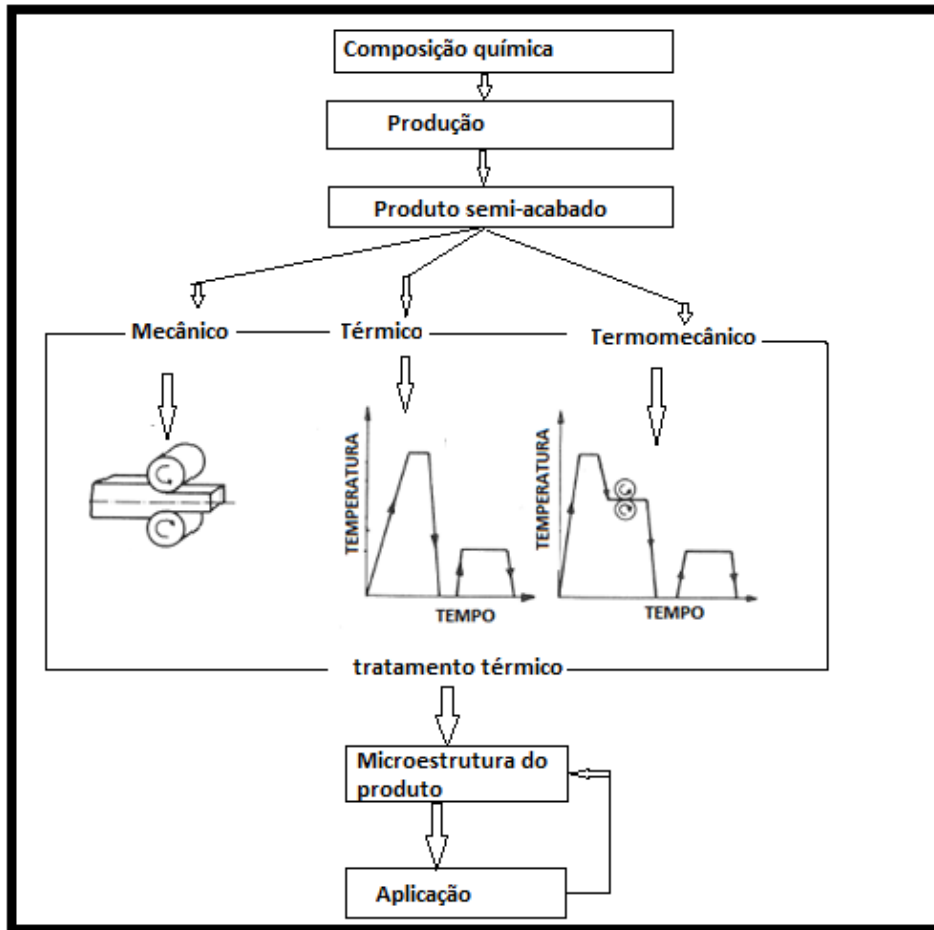 Composição química
Produção
Produto semi-acabado
Mecânico
Térmico
Termomecânico
TEMPERATURA
TEMPO
TEMPERATURA
TEMPO
tratamento térmico
Microestrutura do
produto
Aplicação